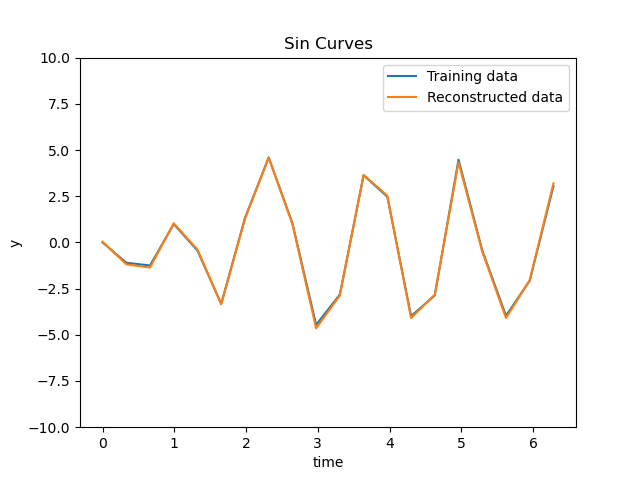 Sin Curves
Training data
Reconstructed data
y
10.0
7.5
5.0
2.5
0.0
−2.5
−5.0
−7.5
−10.0
0 1 2 3 4 5 6
time